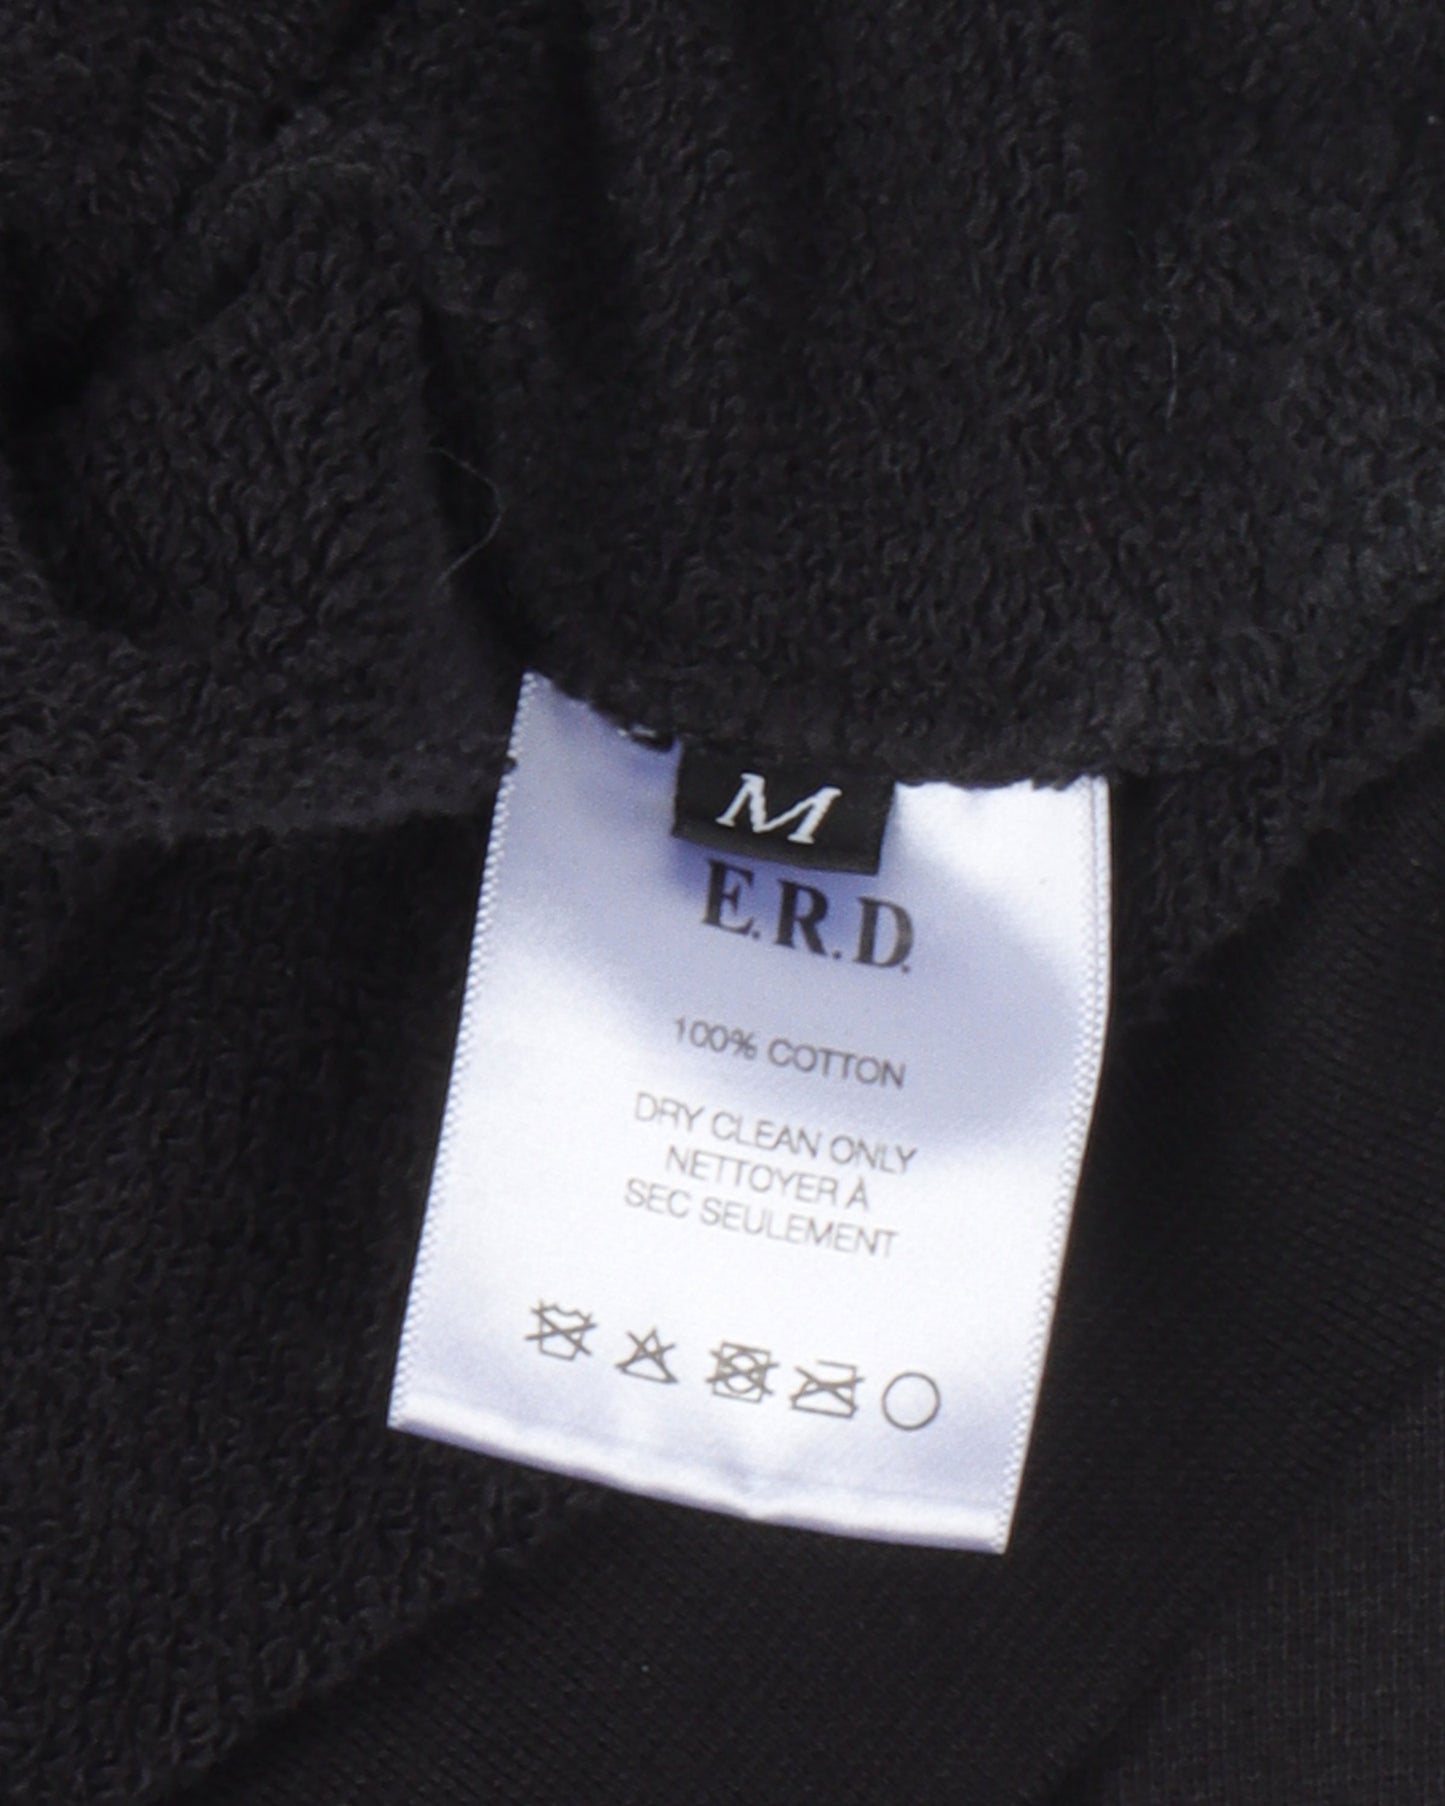 M
E.R.D.
100% COTTON
DRY CLEAN ONLY
NETTOYER À
SEC SEULEMENT